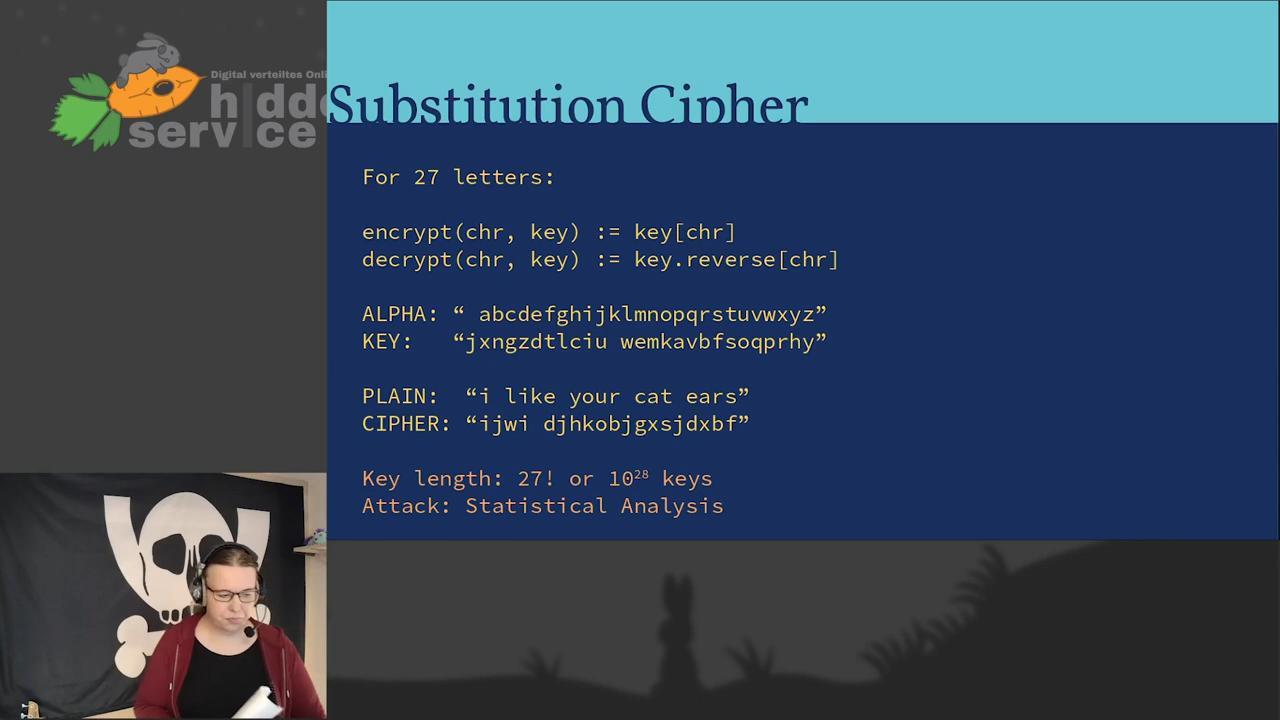 Digital verteiltes Onli
hidde
service
Substitution Cipher
For 27 letters:
encrypt(chr, key) := key[chr]
decrypt(chr, key) := key.reverse[chr]
ALPHA: “ abcdefghijklmnopqrstuvwxyz”
KEY: “jxngzdtlciu wemkavbfsoqprhy”
PLAIN: “i like your cat ears”
CIPHER: “ijwi djhkobjgxsjdxbf”
Key length: 27! or 10²⁸ keys
Attack: Statistical Analysis